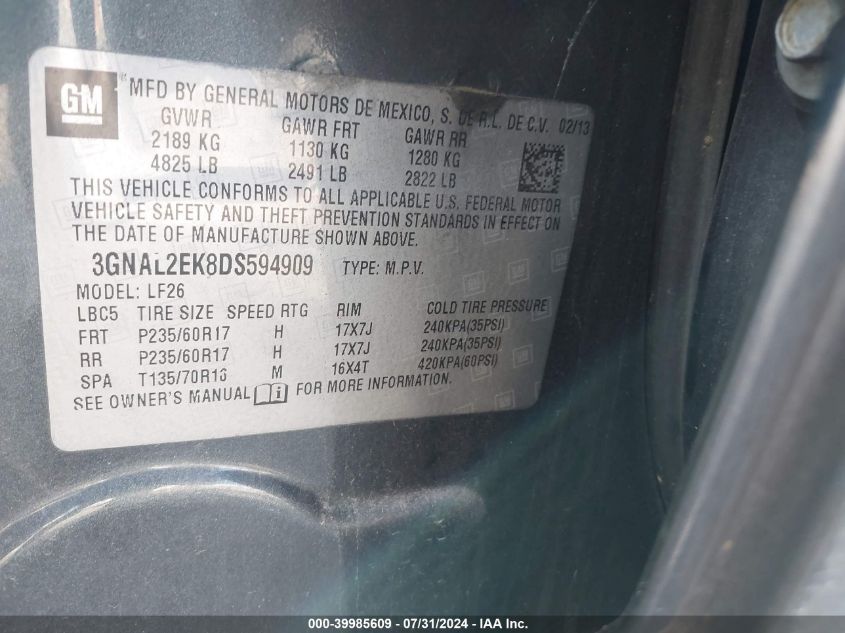 GM
MFD BY GENERAL MOTORS DE MEXICO, S. DE R.L. DE C.V. 02/13
GVWR GAWR FRT GAWR RR
2189 KG 1130 KG 1280 KG
4825 LB 2491 LB 2822 LB
THIS VEHICLE CONFORMS TO ALL APPLICABLE U.S. FEDERAL MOTOR
VEHICLE SAFETY AND THEFT PREVENTION STANDARDS IN EFFECT ON
THE DATE OF MANUFACTURE SHOWN ABOVE.
3GNAL2EK8DS594909 TYPE: M.P.V.
MODEL: LF26
LBC5 TIRE SIZE SPEED RTG RIM COLD TIRE PRESSURE
FRT P235/60R17 H 17X7J 240KPA(35PSI)
RR P235/60R17 H 17X7J 240KPA(35PSI)
SPA T135/70R16 M 16X4T 420KPA(60PSI)
SEE OWNER'S MANUAL i FOR MORE INFORMATION.
000-39985609 - 07/31/2024 - IAA Inc.